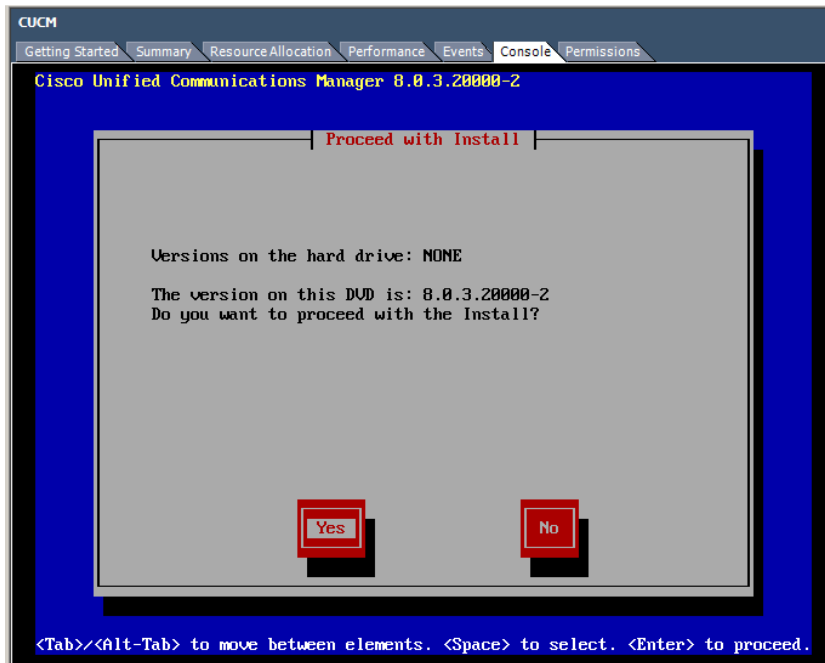 CUCM
Getting Started Summary Resource Allocation Performance Events Console Permissions
Cisco Unified Communications Manager 8.0.3.20000-2
Proceed with Install
Versions on the hard drive: NONE
The version on this DVD is: 8.0.3.20000-2
Do you want to proceed with the Install?
Yes No
<Tab>/<Alt-Tab> to move between elements. <Space> to select. <Enter> to proceed.